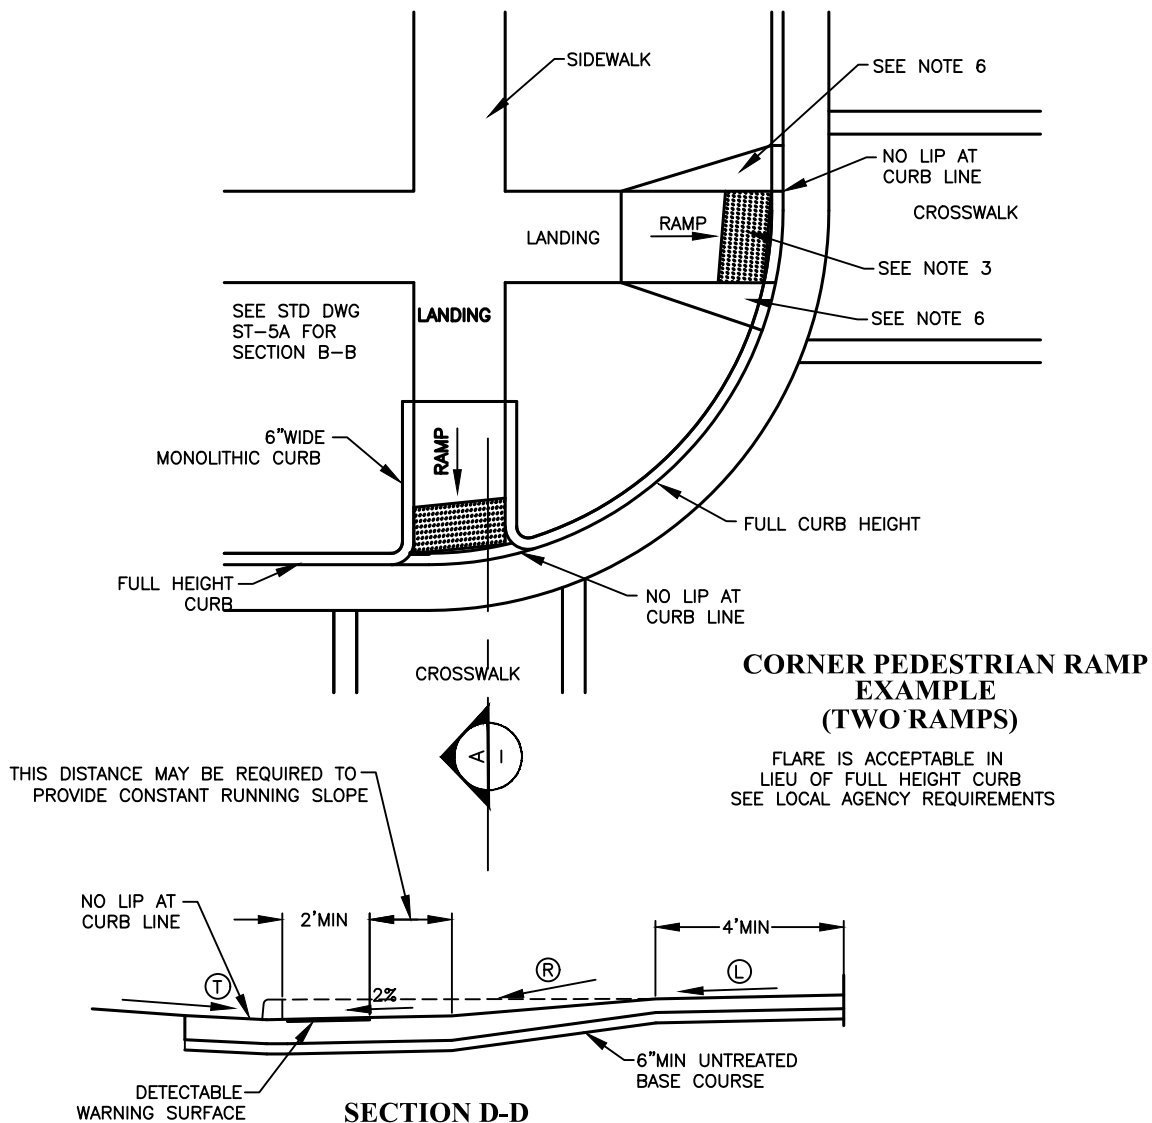 SIDEWALK
SEE NOTE 6
NO LIP AT
CURB LINE
CROSSWALK
RAMP
LANDING
SEE NOTE 3
SEE STD DWG
ST-5A FOR
SECTION B-B
LANDING
SEE NOTE 6
6"WIDE
MONOLITHIC CURB
RAMP
FULL CURB HEIGHT
FULL HEIGHT
CURB
NO LIP AT
CURB LINE
CROSSWALK
CORNER PEDESTRIAN RAMP
EXAMPLE
(TWO RAMPS)
A
FLARE IS ACCEPTABLE IN
LIEU OF FULL HEIGHT CURB
SEE LOCAL AGENCY REQUIREMENTS
THIS DISTANCE MAY BE REQUIRED TO
PROVIDE CONSTANT RUNNING SLOPE
NO LIP AT
CURB LINE
2'MIN
4'MIN
T
2%
R
L
6"MIN UNTREATED
BASE COURSE
DETECTABLE
WARNING SURFACE
SECTION D-D